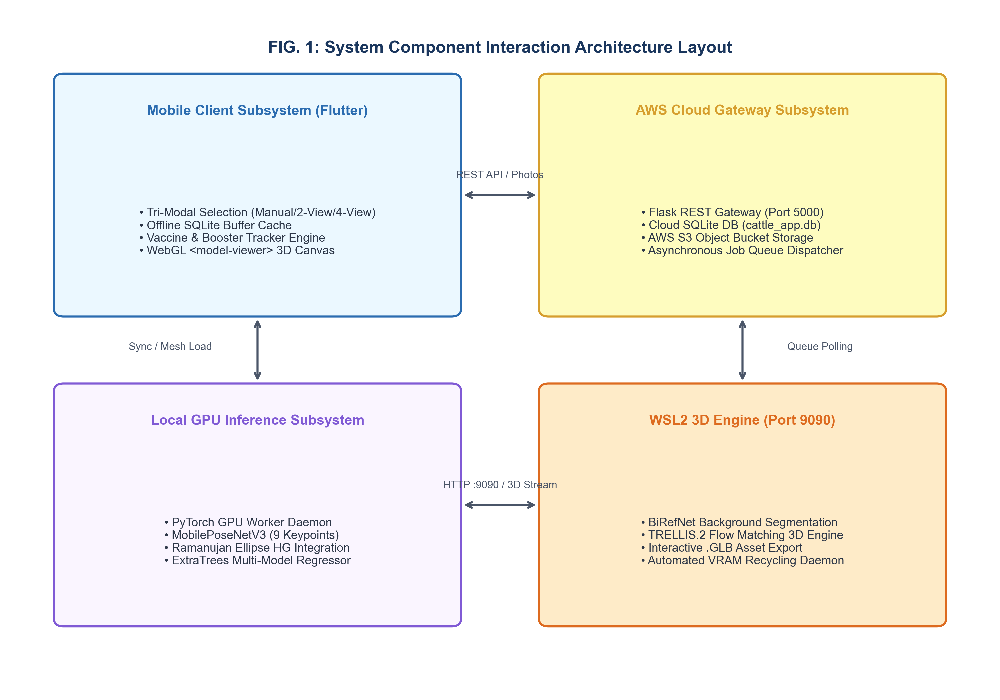 FIG. 1: System Component Interaction Architecture Layout
Mobile Client Subsystem (Flutter)
• Tri-Modal Selection (Manual/2-View/4-View)
• Offline SQLite Buffer Cache
• Vaccine & Booster Tracker Engine
• WebGL <model-viewer> 3D Canvas
REST API / Photos
AWS Cloud Gateway Subsystem
• Flask REST Gateway (Port 5000)
• Cloud SQLite DB (cattle_app.db)
• AWS S3 Object Bucket Storage
• Asynchronous Job Queue Dispatcher
Sync / Mesh Load
Queue Polling
Local GPU Inference Subsystem
• PyTorch GPU Worker Daemon
• MobilePoseNetV3 (9 Keypoints)
• Ramanujan Ellipse HG Integration
• ExtraTrees Multi-Model Regressor
HTTP :9090 / 3D Stream
WSL2 3D Engine (Port 9090)
• BiRefNet Background Segmentation
• TRELLIS.2 Flow Matching 3D Engine
• Interactive .GLB Asset Export
• Automated VRAM Recycling Daemon